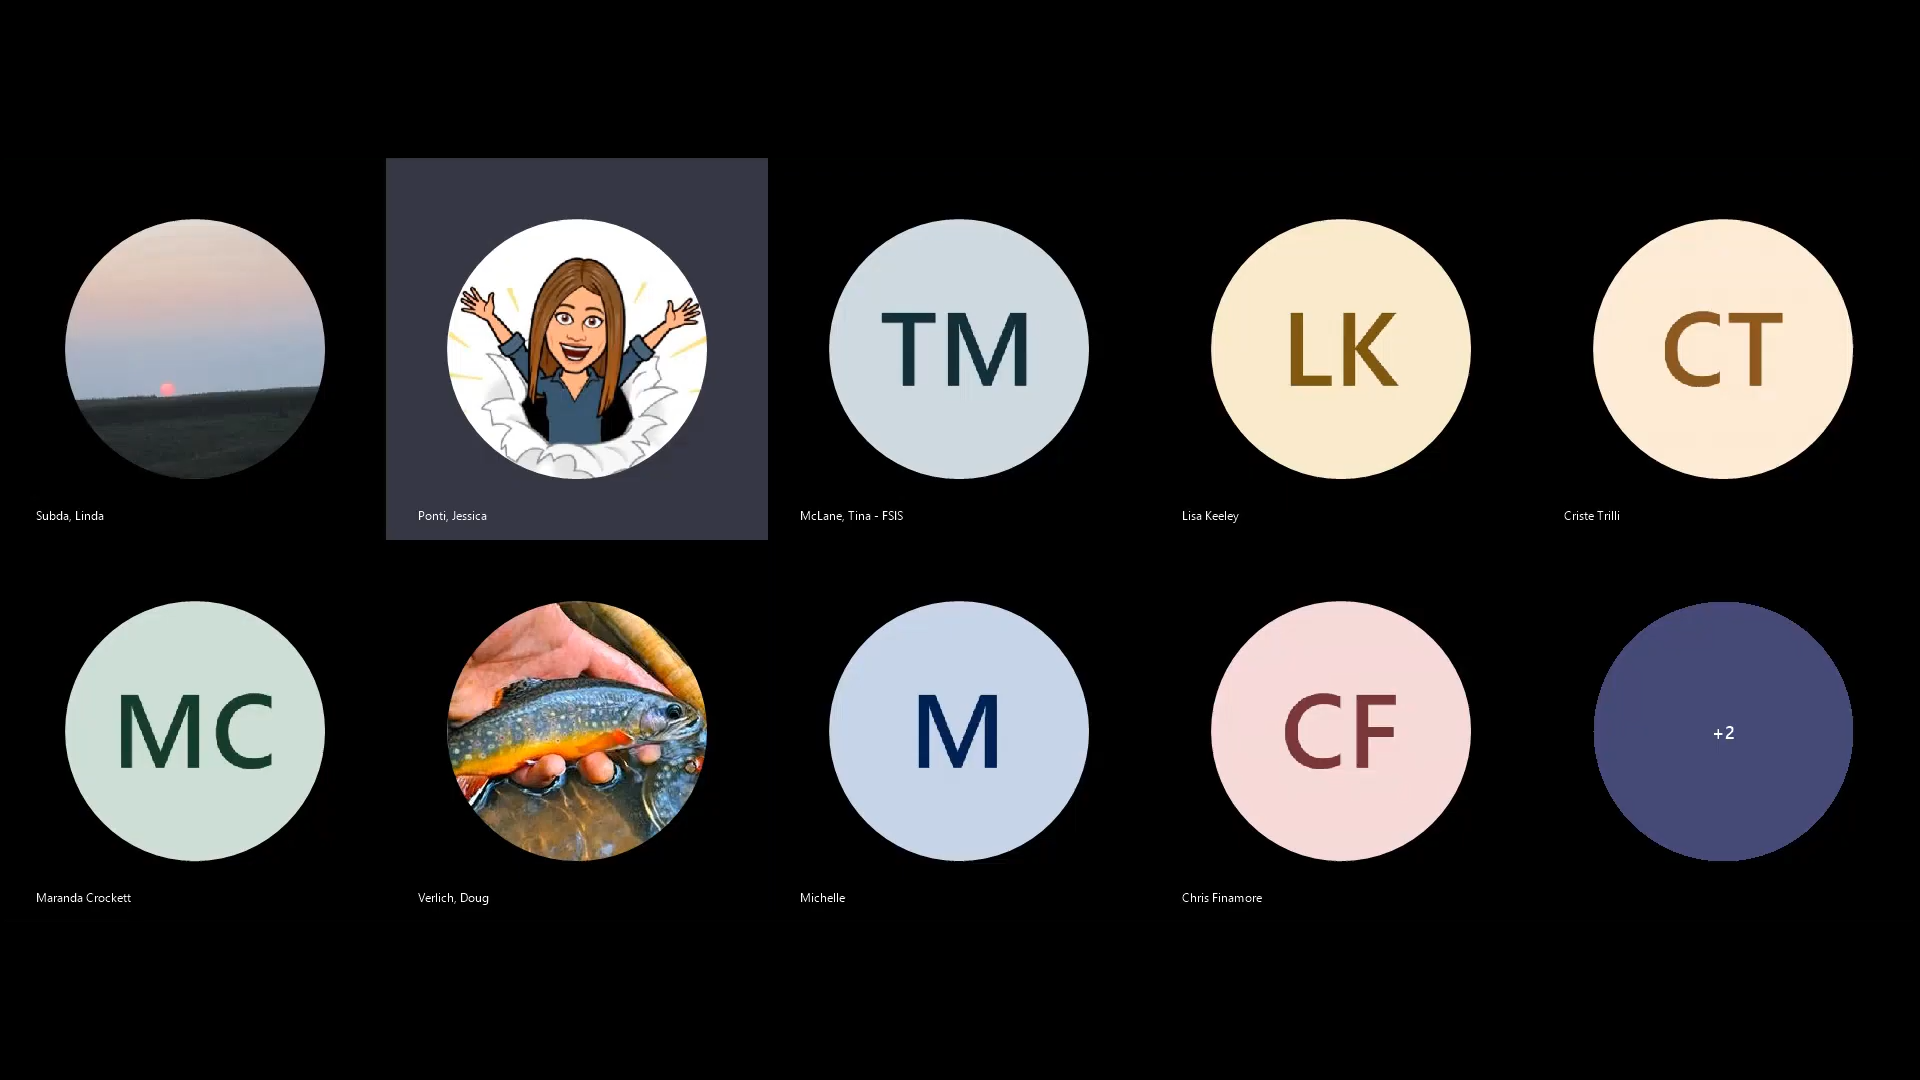 TM
LK
CT
Subda, Linda
Ponti, Jessica
McLane, Tina - FSIS
Lisa Keeley
Criste Trilli
MC
M
CF
+2
Maranda Crockett
Verlich, Doug
Michelle
Chris Finamore